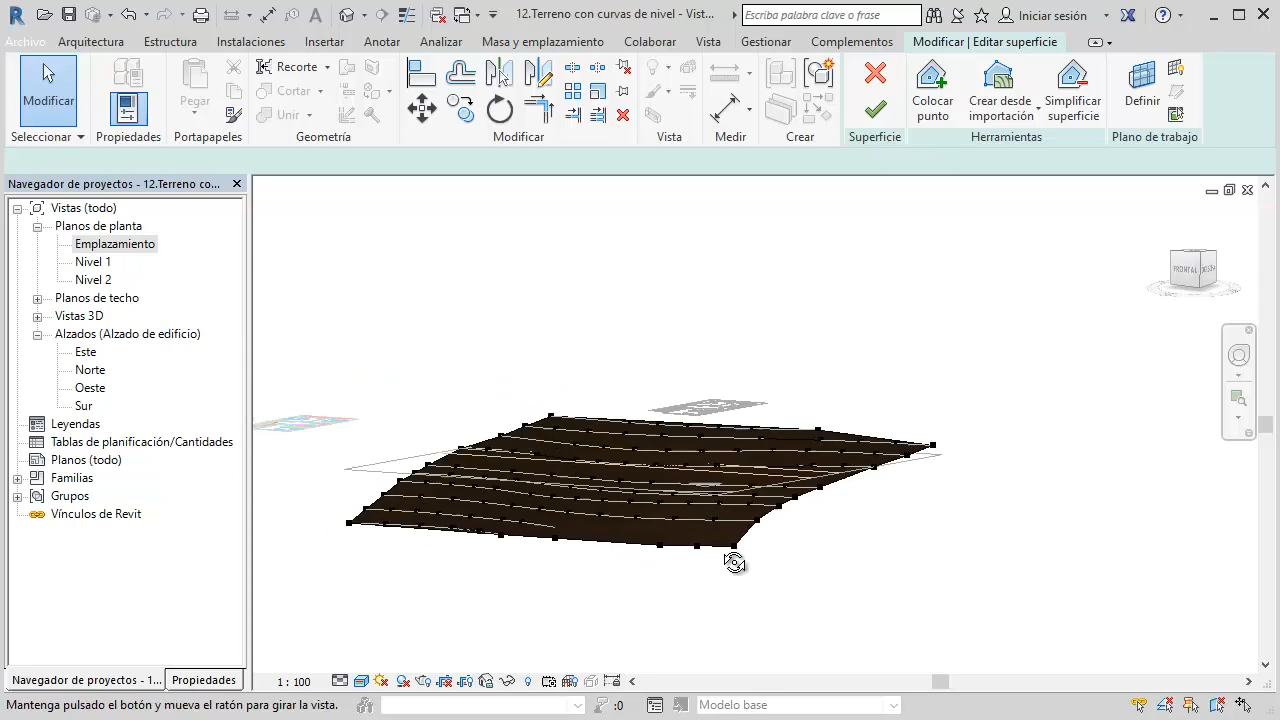 12.Terreno con curvas de nivel - Vist...
Escriba palabra clave o frase
Iniciar sesión
Archivo
Arquitectura
Estructura
Instalaciones
Insertar
Anotar
Analizar
Masa y emplazamiento
Colaborar
Vista
Gestionar
Complementos
Modificar | Editar superficie
Modificar
Seleccionar
Propiedades
Pegar
Portapapeles
Recorte
Cortar
Unir
Geometría
Modificar
Vista
Medir
Crear
Superficie
Colocar punto
Crear desde importación
Simplificar superficie
Herramientas
Definir
Plano de trabajo
Navegador de proyectos - 12.Terreno co...
Vistas (todo)
Planos de planta
Emplazamiento
Nivel 1
Nivel 2
Planos de techo
Vistas 3D
Alzados (Alzado de edificio)
Este
Norte
Oeste
Sur
Leyendas
Tablas de planificación/Cantidades
Planos (todo)
Familias
Grupos
Vínculos de Revit
FRONTAL
Navegador de proyectos - 1...
Propiedades
1 : 100
Mantenga pulsado el botón y mueva el ratón para girar la vista.
:0
Modelo base